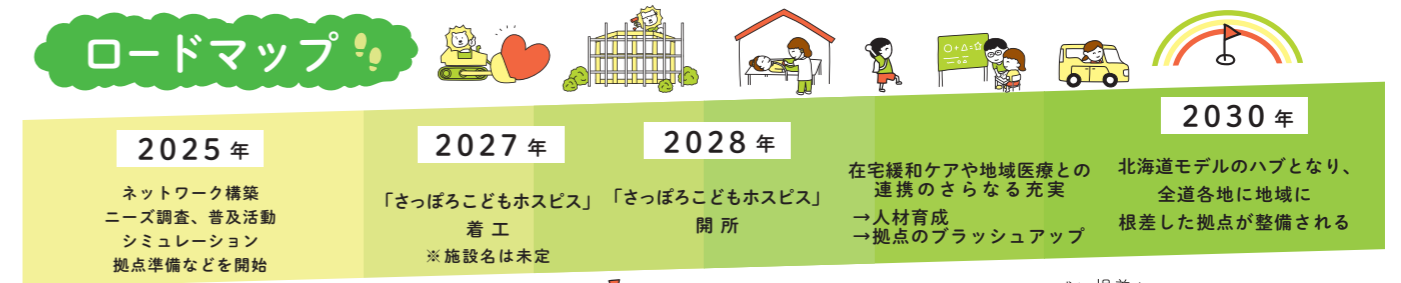 ロードマップ
○+△=☆
2025年
ネットワーク構築
ニーズ調査、普及活動
シミュレーション
拠点準備などを開始
2027年
「さっぽろこどもホスピス」
着工
※施設名は未定
2028年
「さっぽろこどもホスピス」
開所
在宅緩和ケアや地域医療との
連携のさらなる充実
→人材育成
→拠点のブラッシュアップ
2030年
北海道モデルのハブとなり、
全道各地に地域に
根差した拠点が整備される